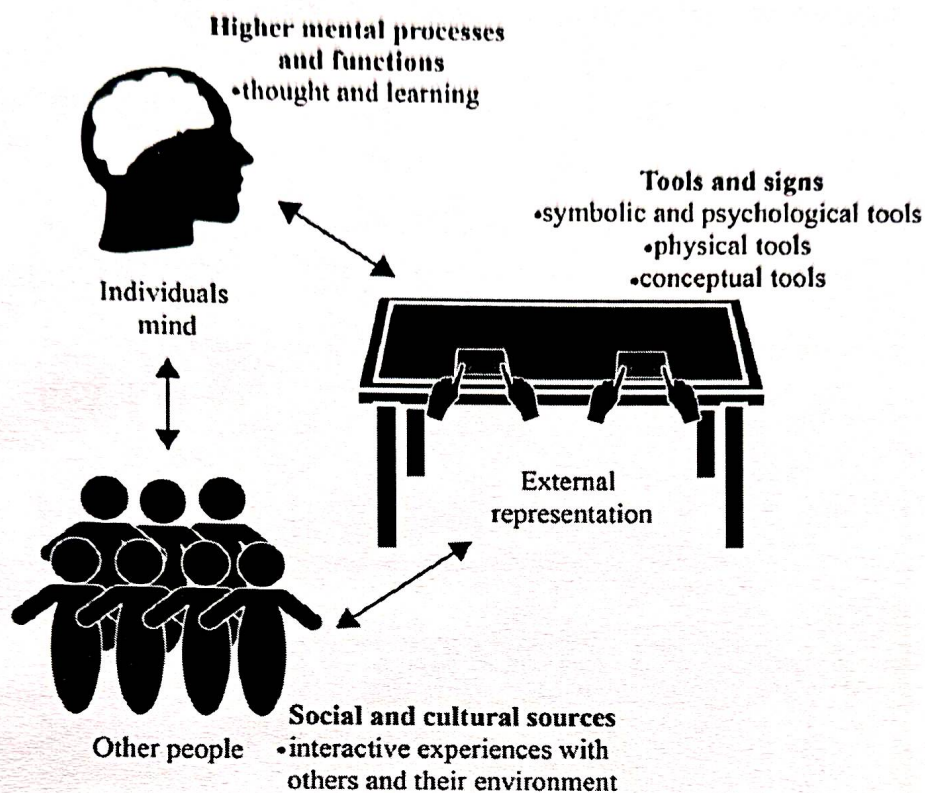 Higher mental processes
and functions
•thought and learning
Tools and signs
•symbolic and psychological tools
•physical tools
•conceptual tools
Individuals
mind
External
representation
Social and cultural sources
•interactive experiences with
others and their environment
Other people